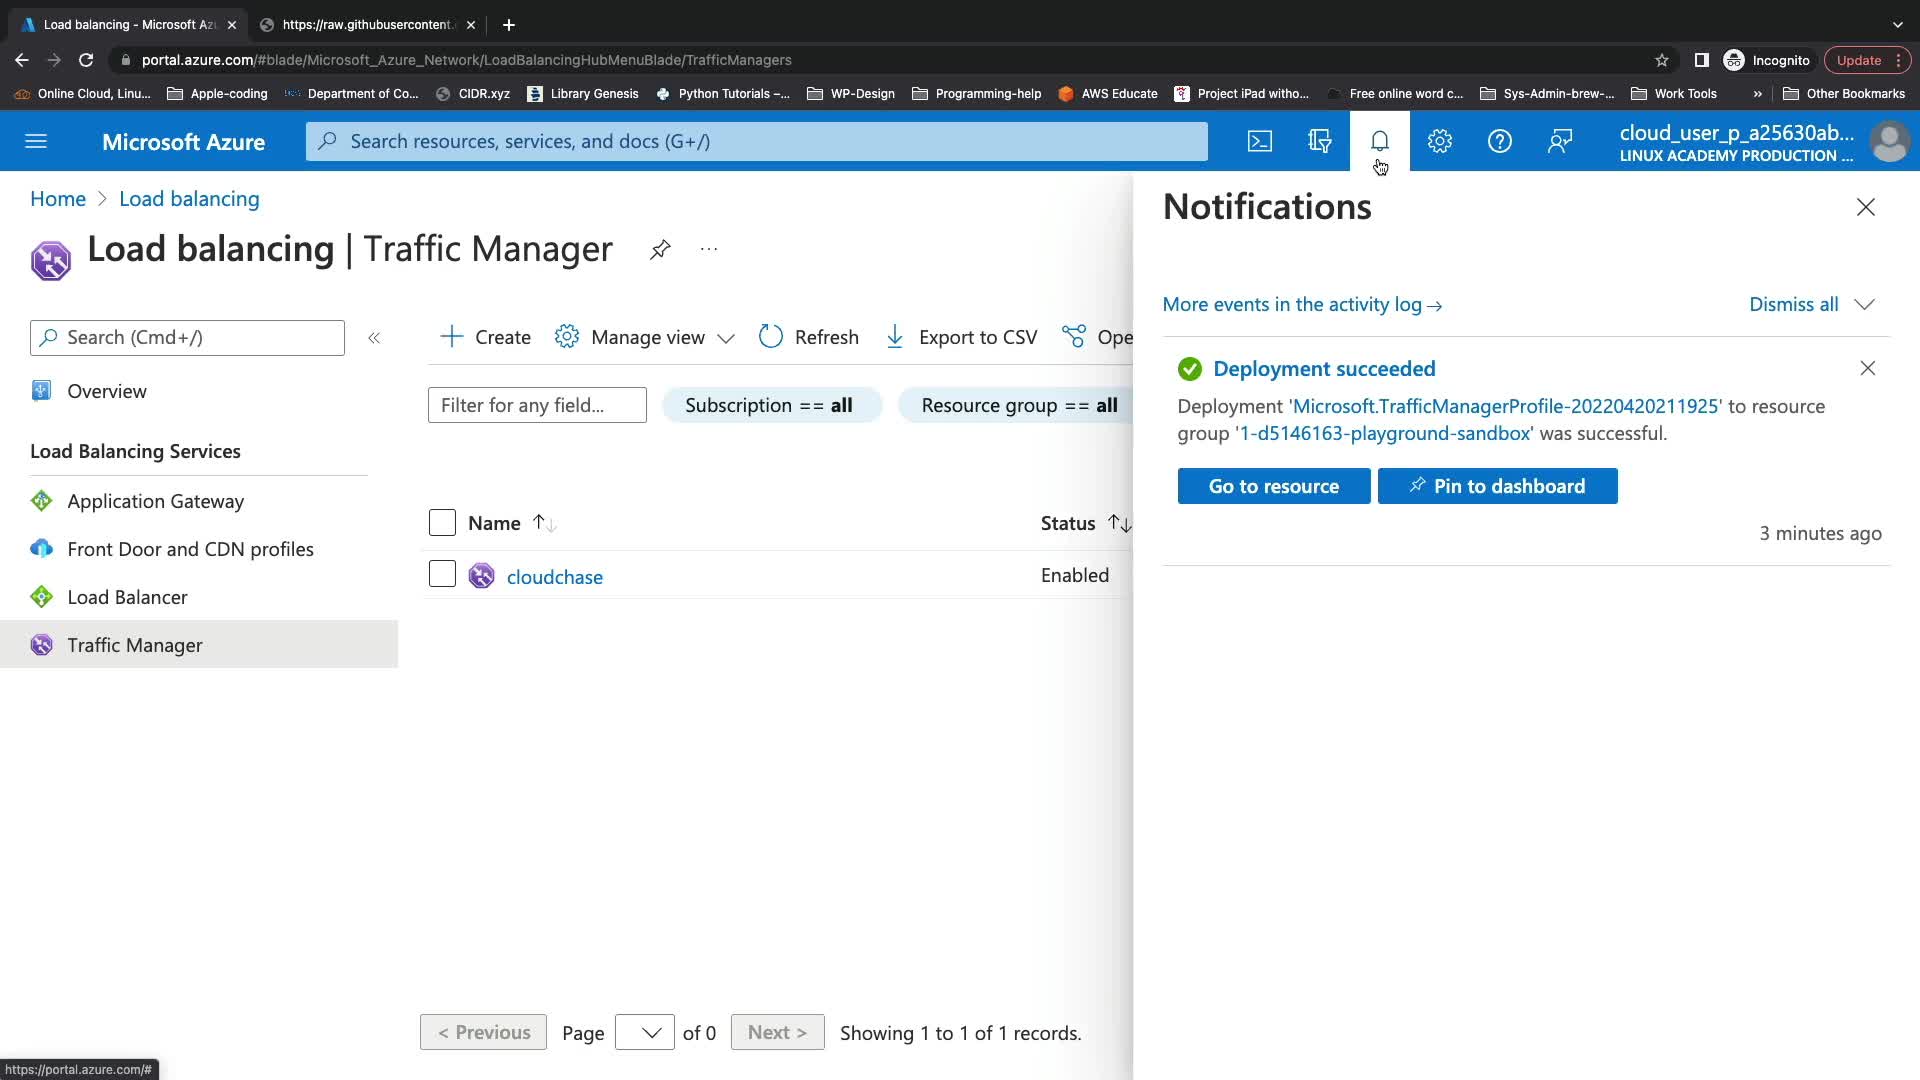 Load balancing - Microsoft Az
https://raw.githubusercontent.
portal.azure.com/#blade/Microsoft_Azure_Network/LoadBalancingHubMenuBlade/TrafficManagers
Incognito
Update
Online Cloud, Linu...
Apple-coding
Department of Co...
CIDR.xyz
Library Genesis
Python Tutorials –...
WP-Design
Programming-help
AWS Educate
Project iPad witho...
Free online word c...
Sys-Admin-brew-...
Work Tools
»
Other Bookmarks
Microsoft Azure
Search resources, services, and docs (G+/)
cloud_user_p_a25630ab...
LINUX ACADEMY PRODUCTION ...
Home > Load balancing
Load balancing | Traffic Manager
...
Search (Cmd+/)
«
Overview
Load Balancing Services
Application Gateway
Front Door and CDN profiles
Load Balancer
Traffic Manager
Create
Manage view
Refresh
Export to CSV
Ope
Filter for any field...
Subscription == all
Resource group == all
Name
Status
cloudchase
Enabled
< Previous
Page
of 0
Next >
Showing 1 to 1 of 1 records.
Notifications
More events in the activity log →
Dismiss all
Deployment succeeded
Deployment 'Microsoft.TrafficManagerProfile-20220420211925' to resource
group '1-d5146163-playground-sandbox' was successful.
Go to resource
Pin to dashboard
3 minutes ago
https://portal.azure.com/#